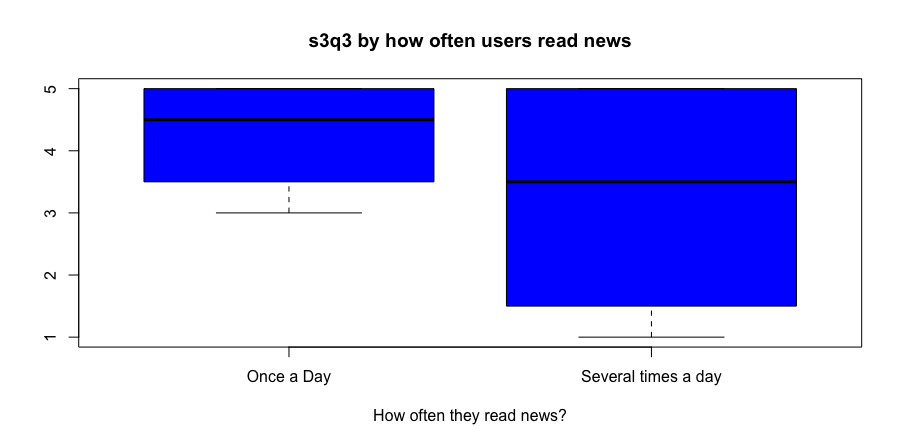 s3q3 by how often users read news
5
4
3
2
1
Once a Day Several times a day
How often they read news?